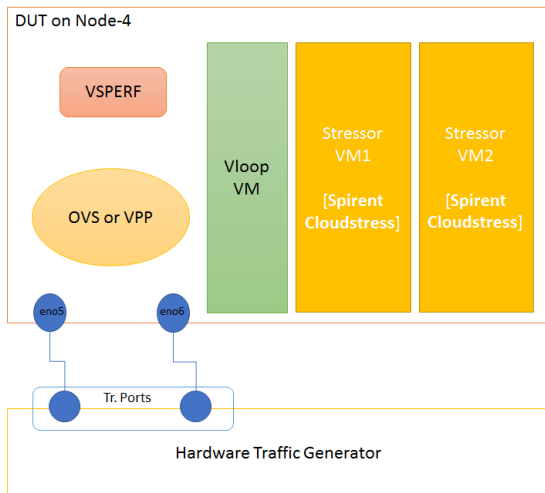 DUT on Node-4
VSPERF
OVS or VPP
Vloop
VM
Stressor
VM1
[Spirent
Cloudstress]
Stressor
VM2
[Spirent
Cloudstress]
eno5
eno6
Tr. Ports
Hardware Traffic Generator